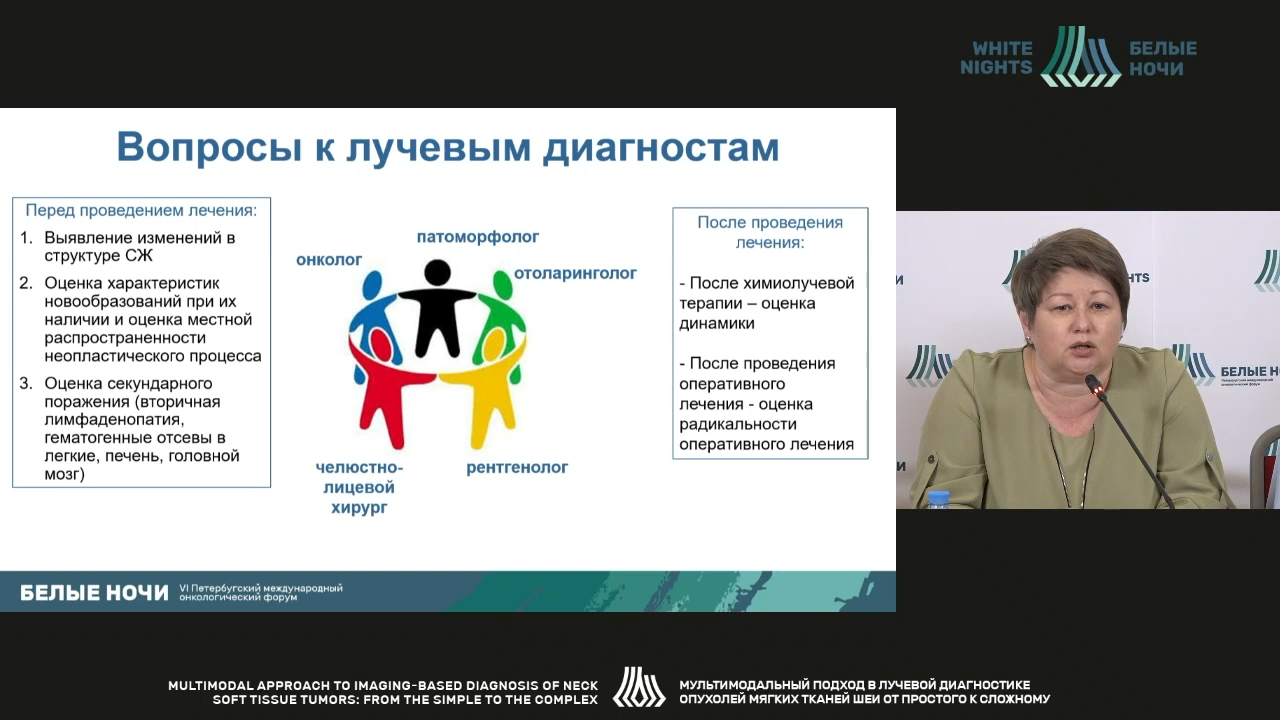 WHITE
NIGHTS
БЕЛЫЕ
НОЧИ
Вопросы к лучевым диагностам
Перед проведением лечения:
1. Выявление изменений в
структуре СЖ
2. Оценка характеристик
новообразований при их
наличии и оценка местной
распространенности
неопластического процесса
3. Оценка секундарного
поражения (вторичная
лимфаденопатия,
гематогенные отсевы в
легкие, печень, головной
мозг)
патоморфолог
онколог
отоларинголог
челюстно-
лицевой
хирург
рентгенолог
После проведения
лечения:
- После химиолучевой
терапии – оценка
динамики
- После проведения
оперативного
лечения - оценка
радикальности
оперативного лечения
БЕЛЫЕ НО
БЕЛЫЕ НОЧИ
VI Петербугский международный
онкологический форум
MULTIMODAL APPROACH TO IMAGING-BASED DIAGNOSIS OF NECK
SOFT TISSUE TUMORS: FROM THE SIMPLE TO THE COMPLEX
МУЛЬТИМОДАЛЬНЫЙ ПОДХОД В ЛУЧЕВОЙ ДИАГНОСТИКЕ
ОПУХОЛЕЙ МЯГКИХ ТКАНЕЙ ШЕИ ОТ ПРОСТОГО К СЛОЖНОМУ